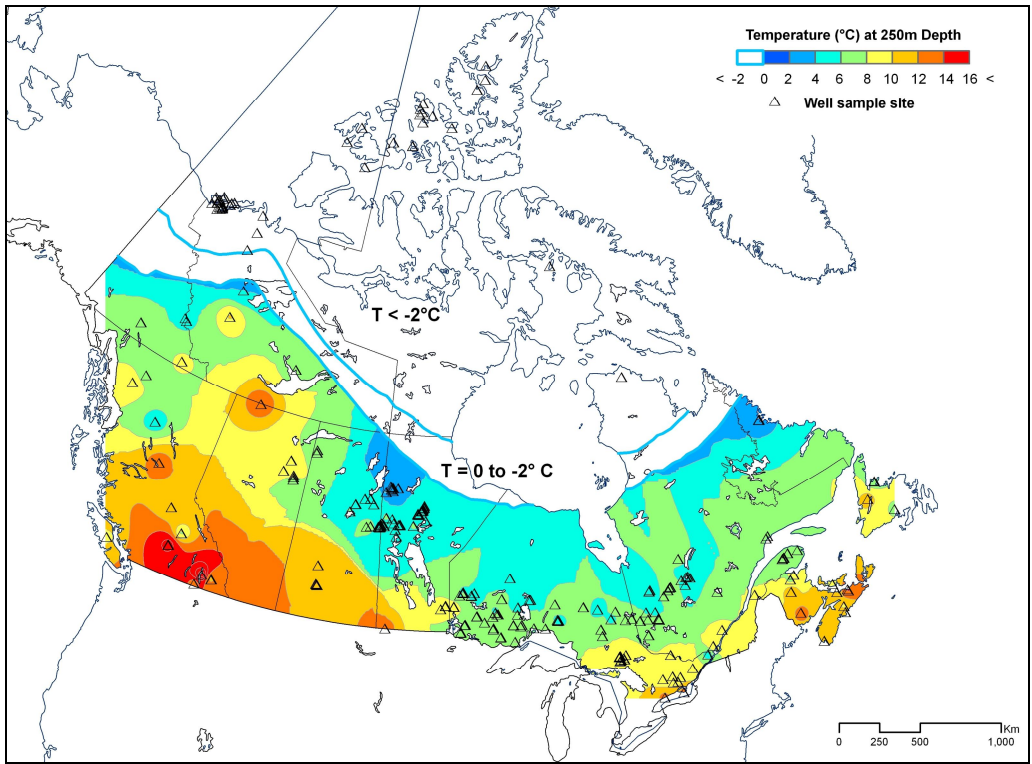 Temperature (°C) at 250m Depth
< -2 0 2 4 6 8 10 12 14 16 <
Well sample site
T < -2°C
T = 0 to -2° C
Km
0 250 500 1,000